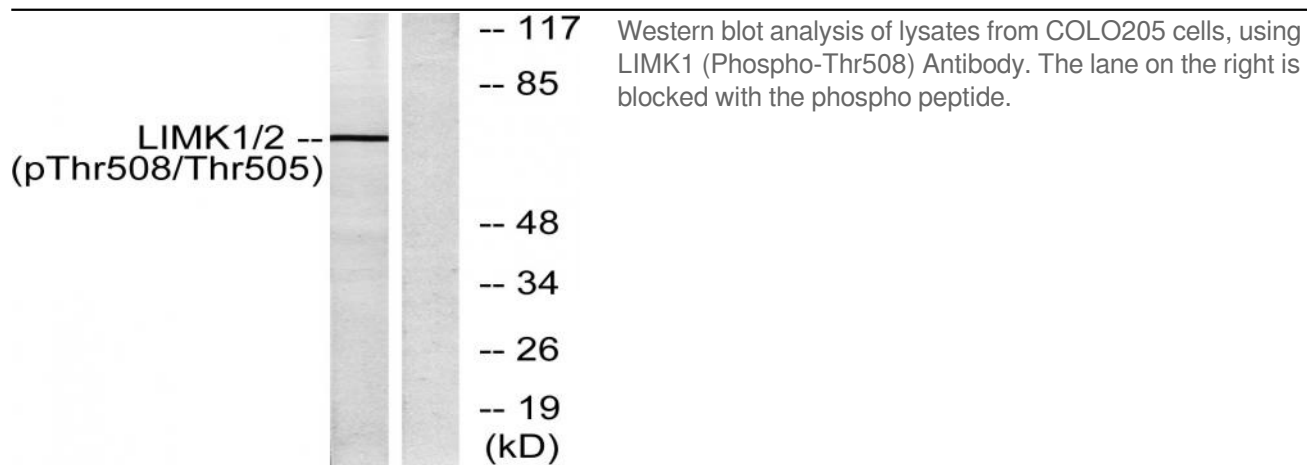 LIMK1/2 --
(pThr508/Thr505)
-- 117
-- 85
-- 48
-- 34
-- 26
-- 19
(kD)
Western blot analysis of lysates from COLO205 cells, using
LIMK1 (Phospho-Thr508) Antibody. The lane on the right is
blocked with the phospho peptide.